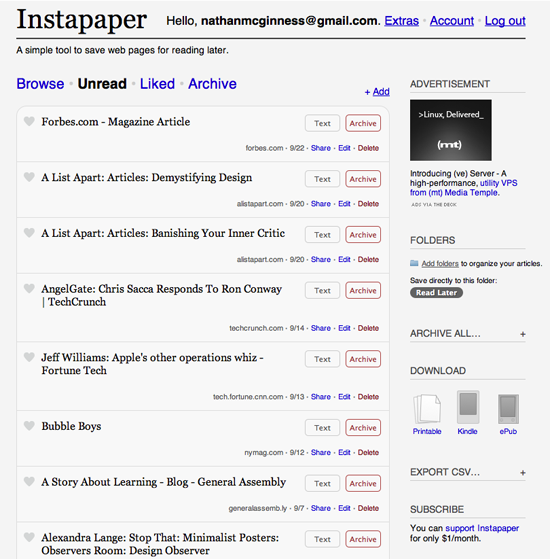 Instapaper
Hello, nathanmcginness@gmail.com. Extras • Account • Log out
A simple tool to save web pages for reading later.
Browse • Unread • Liked • Archive
+ Add
Forbes.com - Magazine Article
Text
Archive
forbes.com • 9/22 • Share • Edit • Delete
A List Apart: Articles: Demystifying Design
Text
Archive
alistapart.com • 9/20 • Share • Edit • Delete
A List Apart: Articles: Banishing Your Inner Critic
Text
Archive
alistapart.com • 9/20 • Share • Edit • Delete
AngelGate: Chris Sacca Responds To Ron Conway
| TechCrunch
Text
Archive
techcrunch.com • 9/14 • Share • Edit • Delete
Jeff Williams: Apple's other operations whiz -
Fortune Tech
Text
Archive
tech.fortune.cnn.com • 9/13 • Share • Edit • Delete
Bubble Boys
Text
Archive
nymag.com • 9/12 • Share • Edit • Delete
A Story About Learning - Blog - General Assembly
Text
Archive
generalassemb.ly • 9/7 • Share • Edit • Delete
Alexandra Lange: Stop That: Minimalist Posters:
Observers Room: Design Observer
Text
Archive
ADVERTISEMENT
>Linux, Delivered_
(mt)
Introducing (ve) Server - A
high-performance, utility VPS
from (mt) Media Temple.
ADS VIA THE DECK
FOLDERS
Add folders to organize your articles.
Save directly to this folder:
Read Later
ARCHIVE ALL... +
DOWNLOAD
Printable
Kindle
ePub
EXPORT CSV... +
SUBSCRIBE
You can support Instapaper
for only $1/month.